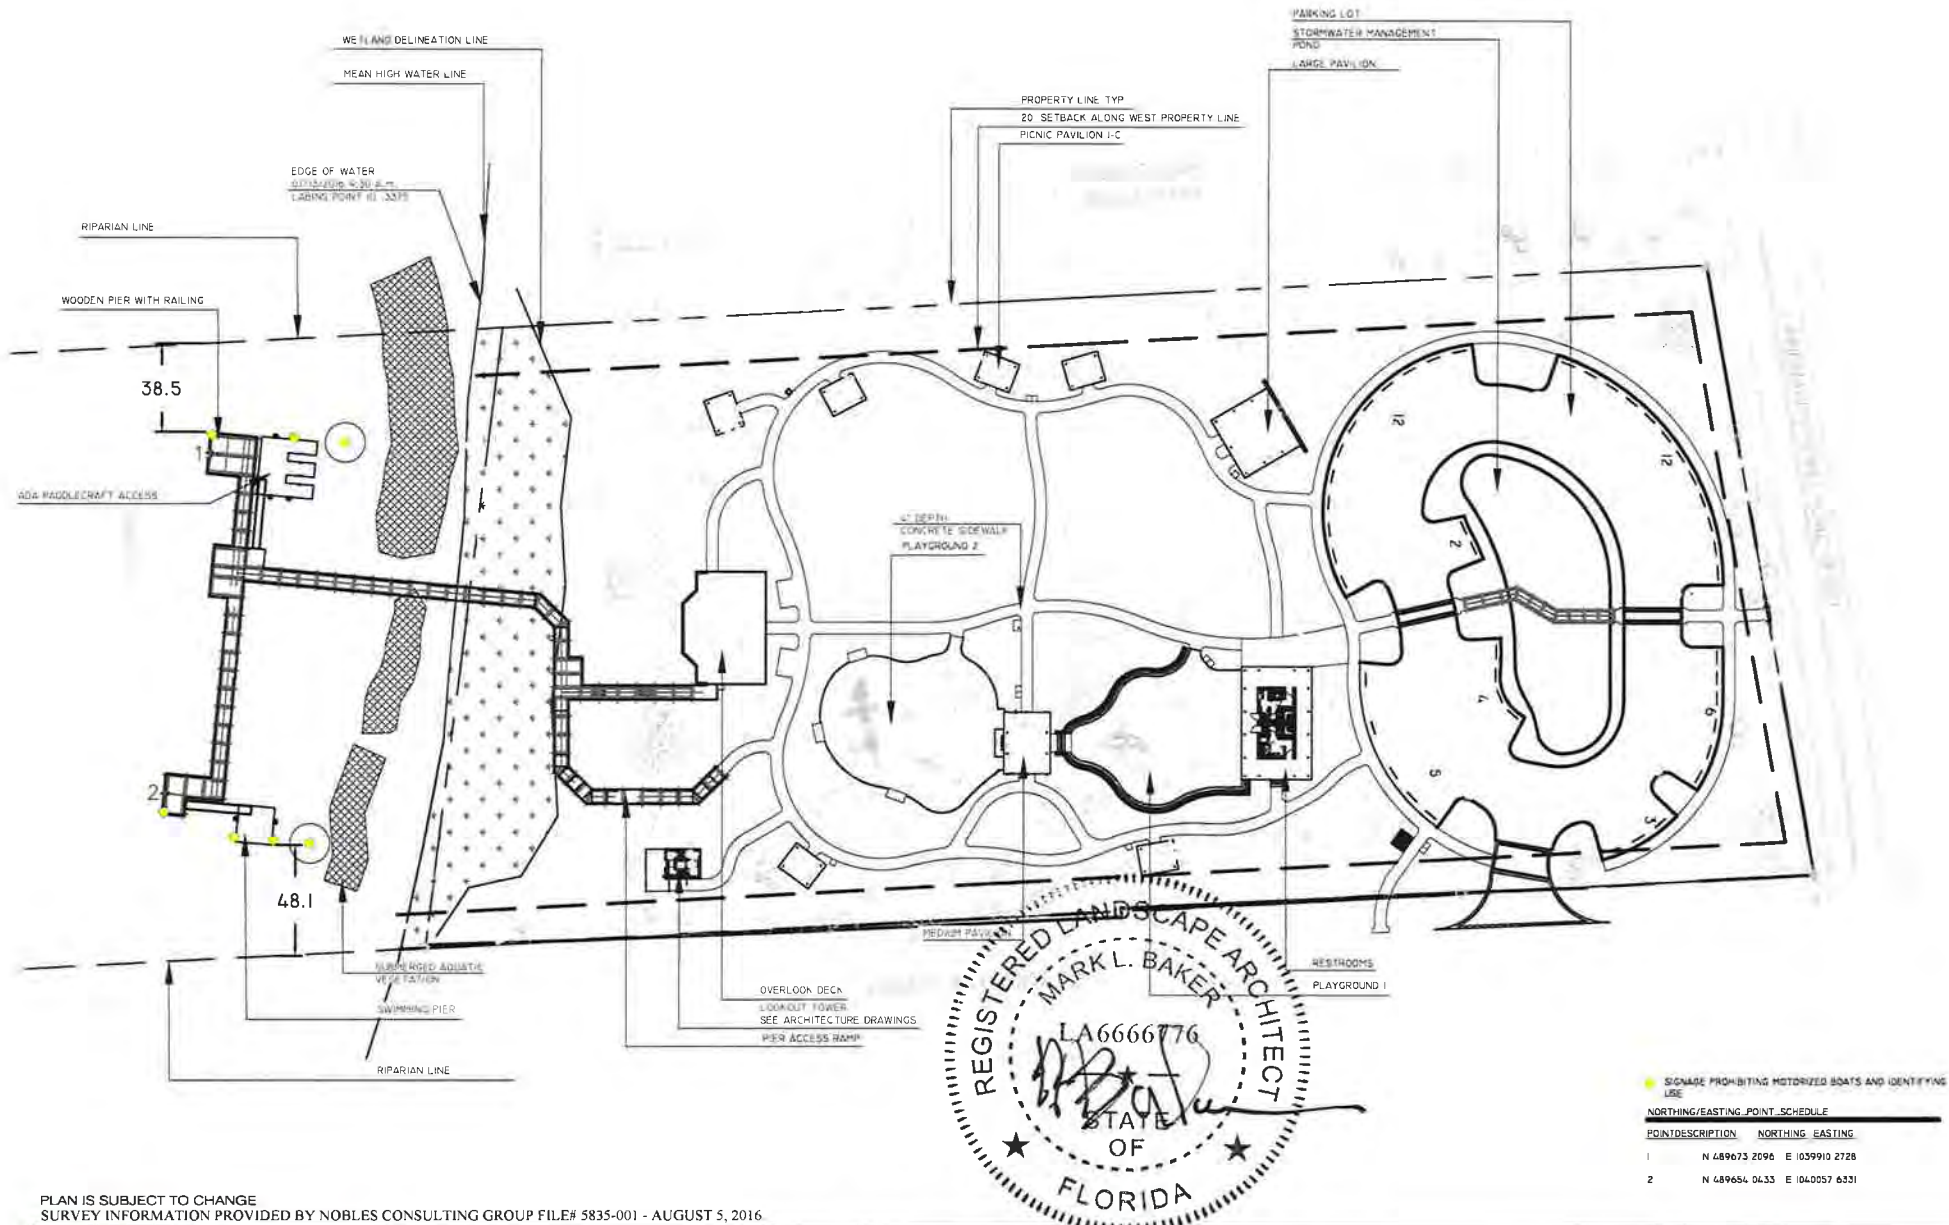 WETLAND DELINEATION LINE
MEAN HIGH WATER LINE
EDGE OF WATER
RIPARIAN LINE
WOODEN PIER WITH RAILING
38.5
1
ADA PADDLECRAFT ACCESS
2
48.1
PARKING LOT
STORMWATER MANAGEMENT
POND
LARGE PAVILION
PROPERTY LINE TYP
20 SETBACK ALONG WEST PROPERTY LINE
PICNIC PAVILION 1-C
4" DEPTH
CONCRETE SIDEWALK
PLAYGROUND 2
12
12
2
4
6
5
3
SUBMERGED AQUATIC
VEGETATION
SWIMMING PIER
RIPARIAN LINE
OVERLOOK DECK
LOOKOUT TOWER
SEE ARCHITECTURE DRAWINGS
PIER ACCESS RAMP
MEDIUM PAVILION
RESTROOMS
PLAYGROUND 1
REGISTERED LANDSCAPE ARCHITECT
MARK L. BAKER
LA6666776
STATE
OF
FLORIDA
SIGNAGE PROHIBITING MOTORIZED BOATS AND IDENTIFYING
USE
NORTHING/EASTING POINT SCHEDULE
POINT DESCRIPTION NORTHING EASTING
1 N 489673 2096 E 1039910 2728
2 N 489654 0433 E 1040057 6331
PLAN IS SUBJECT TO CHANGE
SURVEY INFORMATION PROVIDED BY NOBLES CONSULTING GROUP FILE# 5835-001 - AUGUST 5, 2016